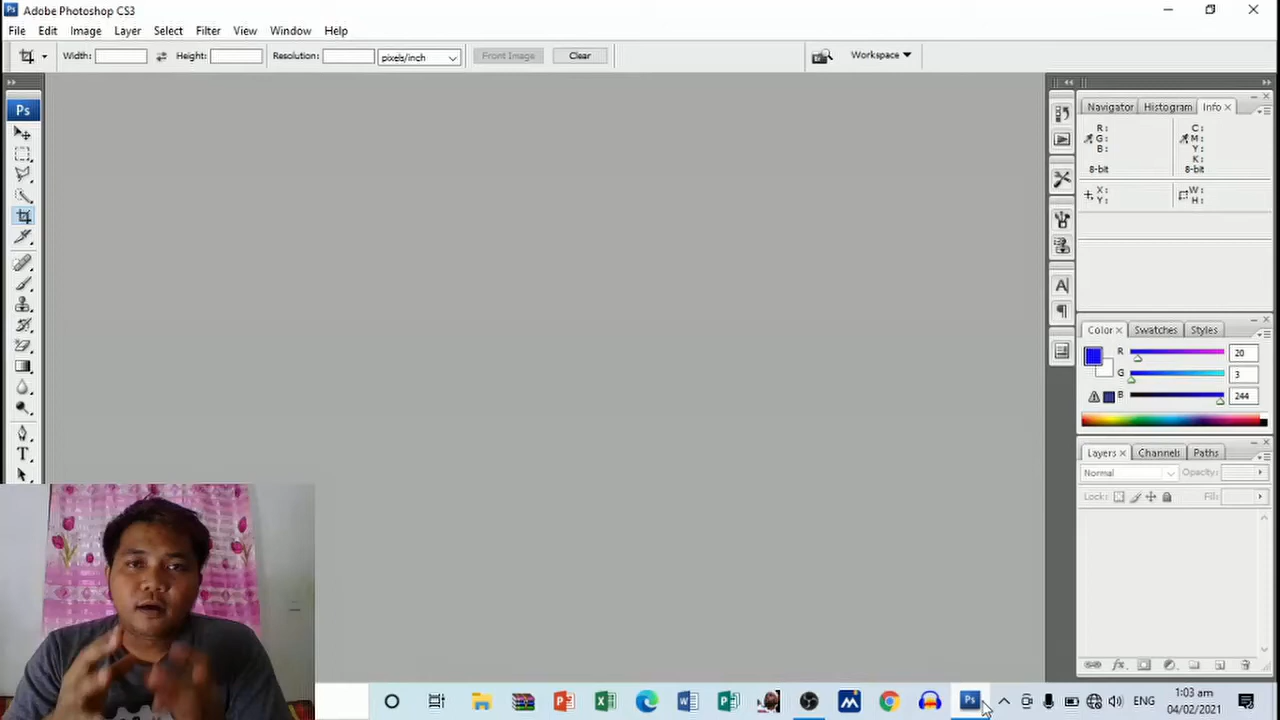 Ps Adobe Photoshop CS3
File Edit Image Layer Select Filter View Window Help
Width: Height: Resolution: pixels/inch Front Image Clear Workspace
Ps
Navigator Histogram Info
R: C:
G: M:
B: Y:
K:
8-bit 8-bit
X: W:
Y: H:
Color Swatches Styles
R 20
G 3
B 244
Layers Channels Paths
Normal Opacity:
Lock: Fill:
T
A
Ps
ENG
1:03 am
04/02/2021